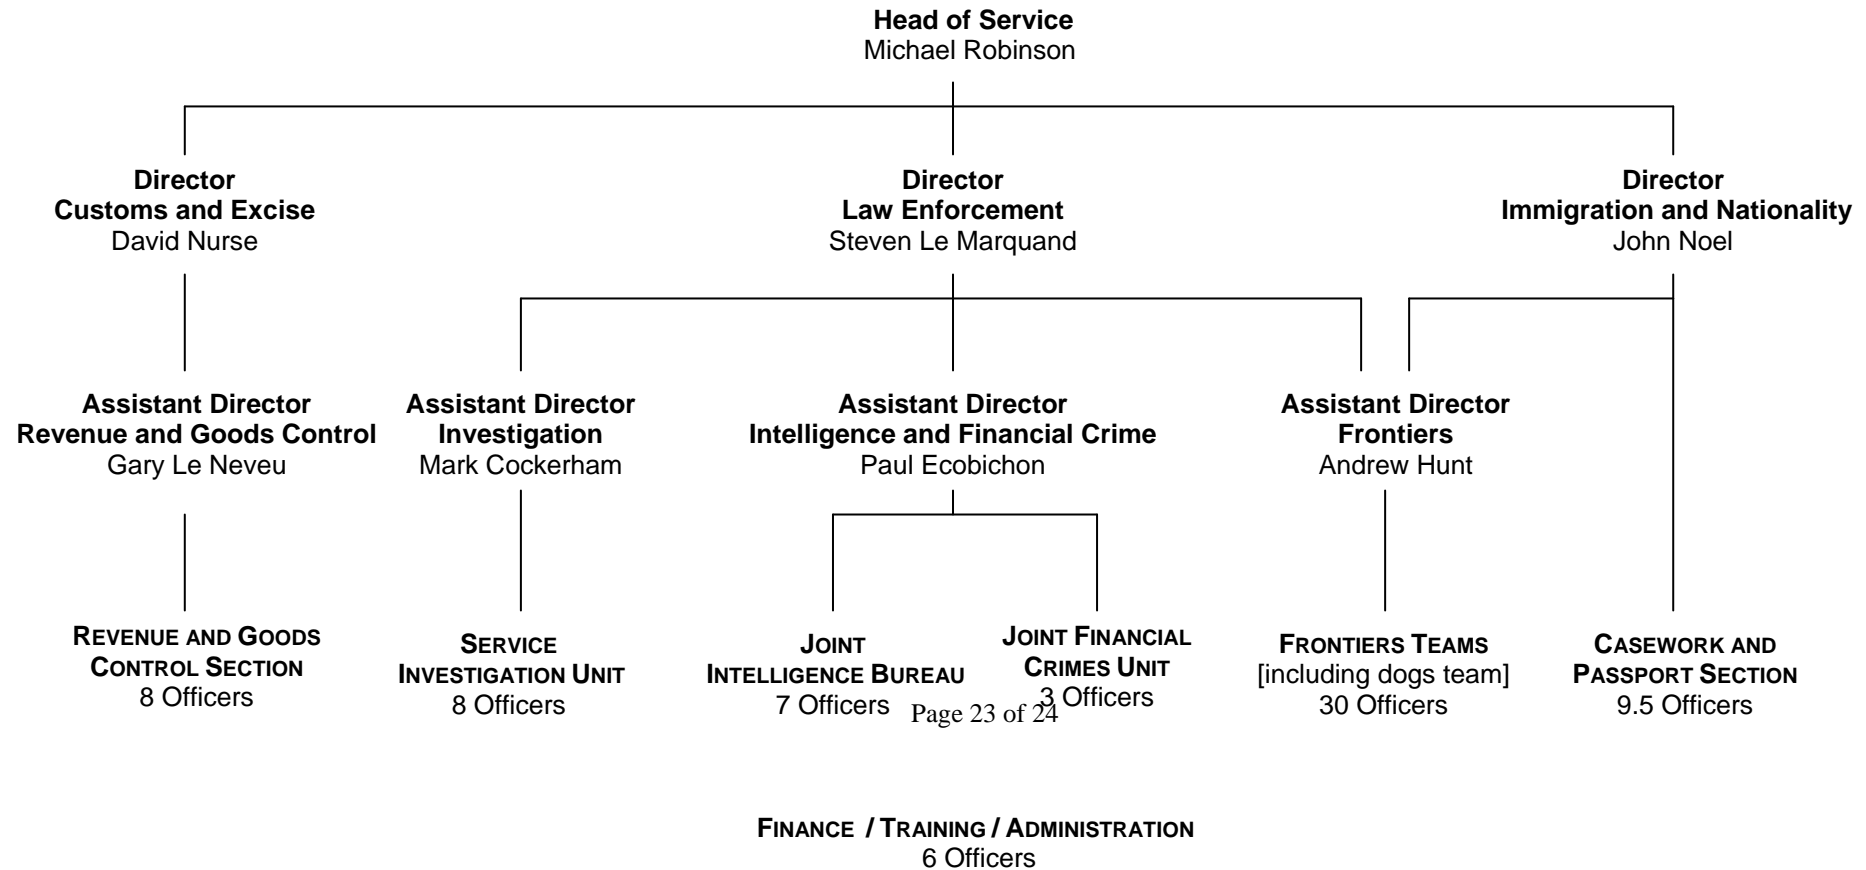 Head of Service
Michael Robinson
Director
Customs and Excise
David Nurse
Director
Law Enforcement
Steven Le Marquand
Director
Immigration and Nationality
John Noel
Assistant Director
Revenue and Goods Control
Gary Le Neveu
Assistant Director
Investigation
Mark Cockerham
Assistant Director
Intelligence and Financial Crime
Paul Ecobichon
Assistant Director
Frontiers
Andrew Hunt
REVENUE AND GOODS
CONTROL SECTION
8 Officers
SERVICE
INVESTIGATION UNIT
8 Officers
JOINT
INTELLIGENCE BUREAU
7 Officers
JOINT FINANCIAL
CRIMES UNIT
3 Officers
FRONTIERS TEAMS
[including dogs team]
30 Officers
CASEWORK AND
PASSPORT SECTION
9.5 Officers
Page 23 of 24
FINANCE / TRAINING / ADMINISTRATION
6 Officers